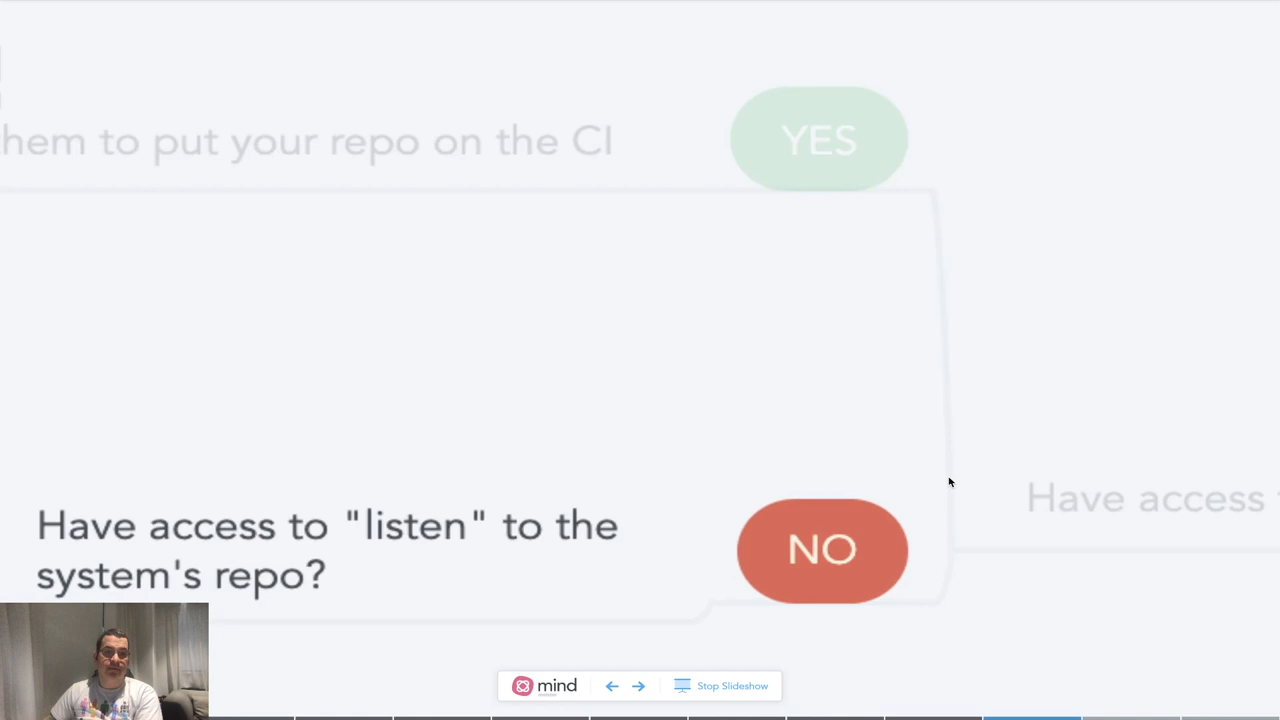 them to put your repo on the CI
YES
Have access
Have access to "listen" to the
system's repo?
NO
mind
Stop Slideshow